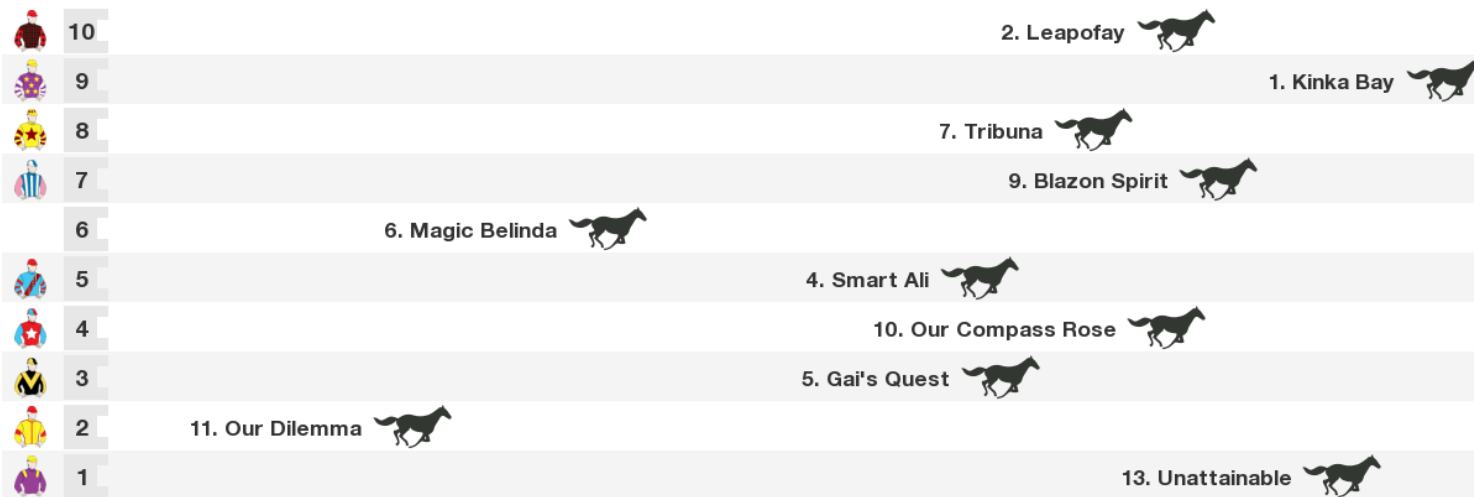 10 2. Leapofay
9 1. Kinka Bay
8 7. Tribuna
7 9. Blazon Spirit
6 6. Magic Belinda
5 4. Smart Ali
4 10. Our Compass Rose
3 5. Gai's Quest
2 11. Our Dilemma
1 13. Unattainable